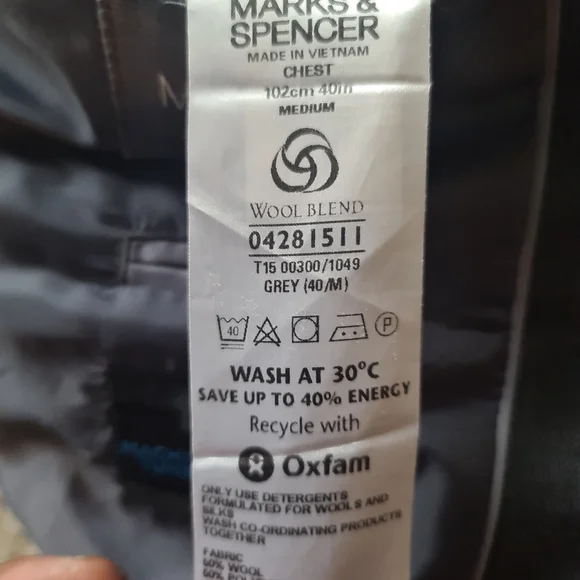 MARKS &
SPENCER
MADE IN VIETNAM
CHEST
102cm 40in
MEDIUM
WOOL BLEND
04281511
T15 00300/1049
GREY (40/M)
40
P
WASH AT 30°C
SAVE UP TO 40% ENERGY
Recycle with
Oxfam
ONLY USE DETERGENTS
FORMULATED FOR WOOLS AND
SILKS
WASH CO-ORDINATING PRODUCTS
TOGETHER
FABRIC
WOOL